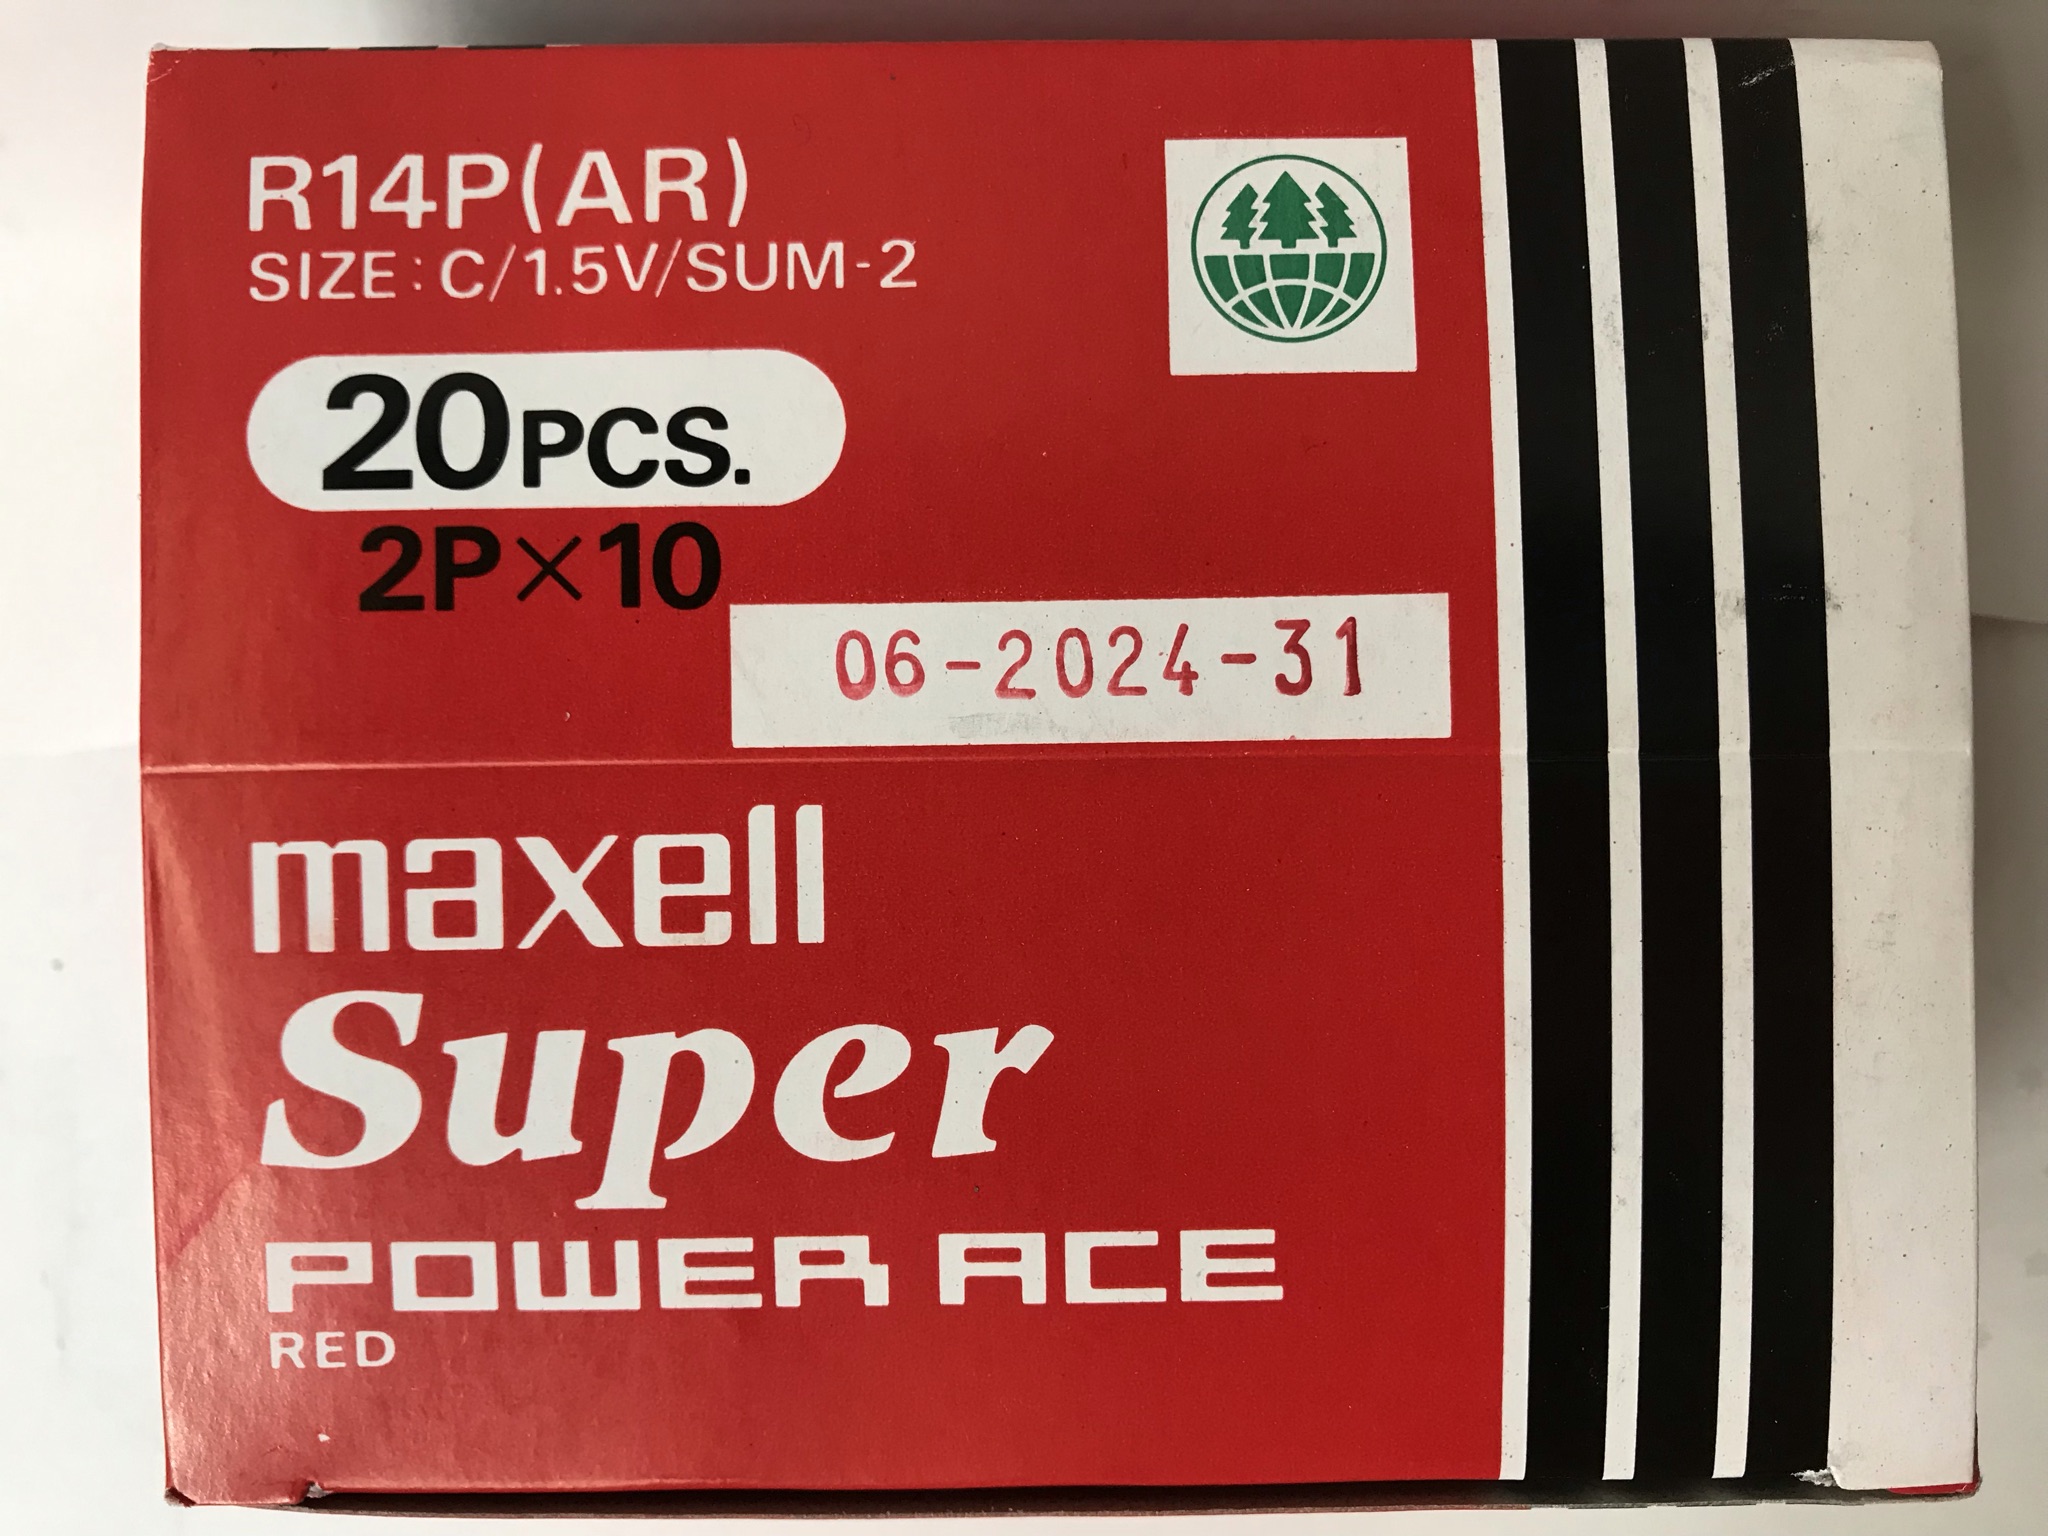 R14P(AR)
SIZE:C/1.5V/SUM-2
20PCS.
2P×10
06-2024-31
maxell
Super
POWER ACE
RED